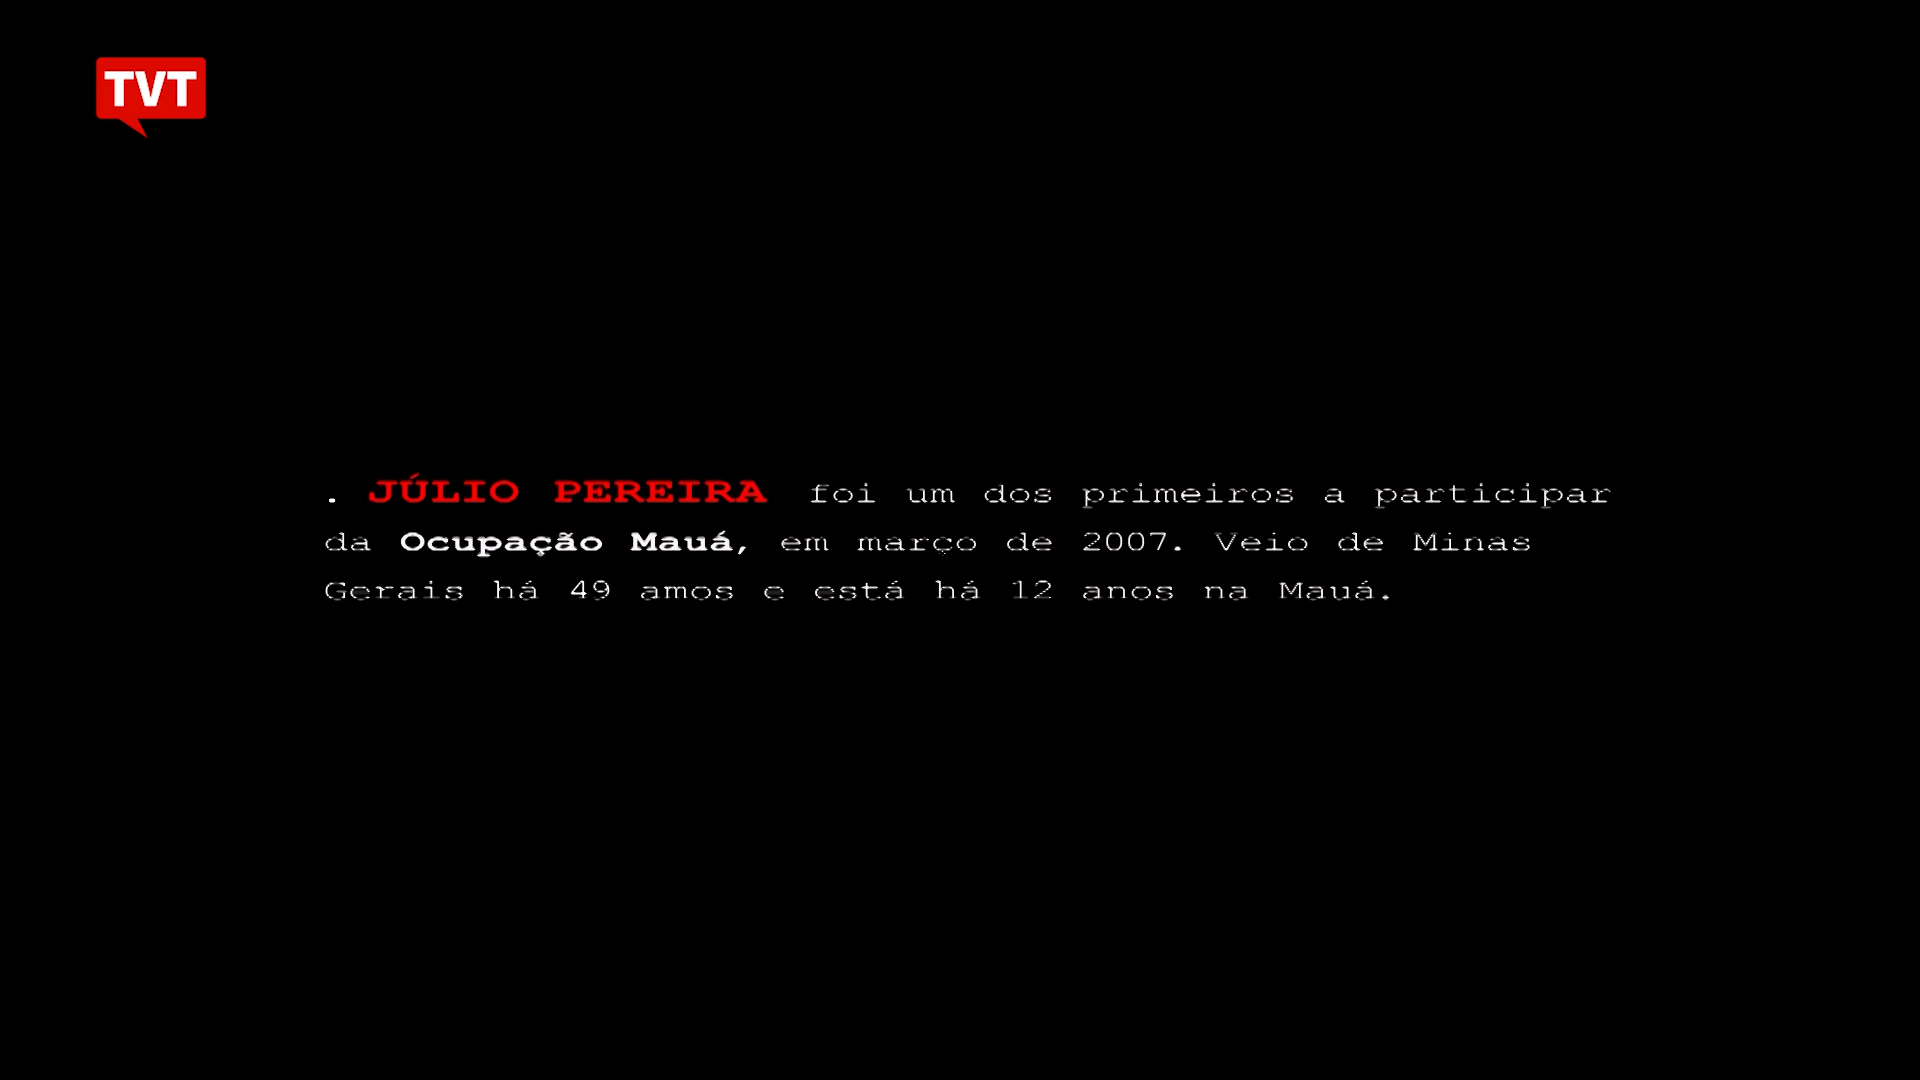 TVT
. JÚLIO PEREIRA foi um dos primeiros a participar
da Ocupação Mauá, em março de 2007. Veio de Minas
Gerais há 49 amos e está há 12 anos na Mauá.